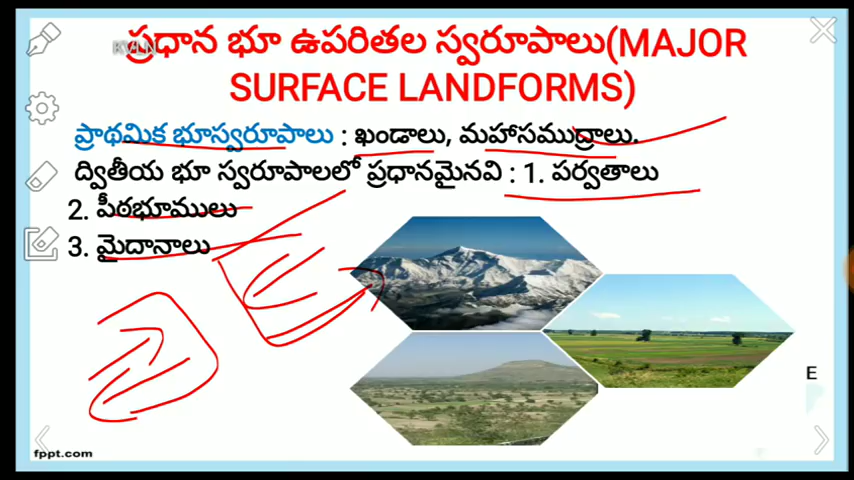 ప్రధాన భూ ఉపరితల స్వరూపాలు(MAJOR
SURFACE LANDFORMS)
KVLN
ప్రాథమిక భూస్వరూపాలు : ఖండాలు, మహాసముద్రాలు.
ద్వితీయ భూ స్వరూపాలలో ప్రధానమైనవి : 1. పర్వతాలు
2. పీఠభూములు
3. మైదానాలు
E
fppt.com